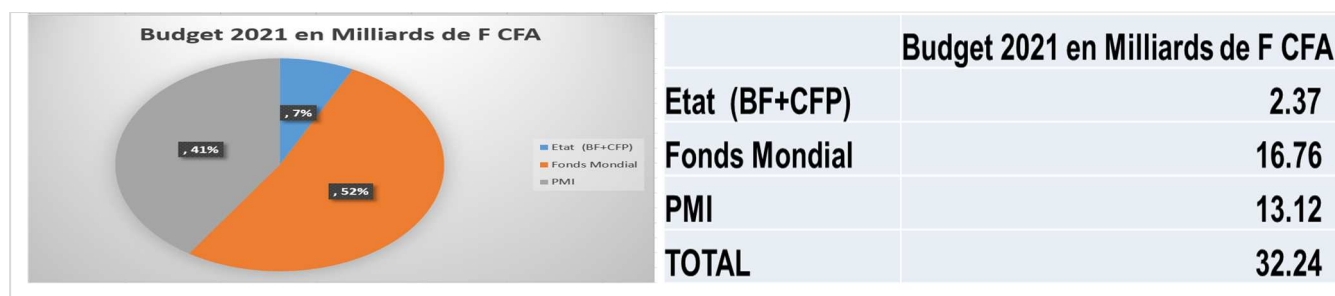 Budget 2021 en Milliards de F CFA
, 7%
, 41%
, 52%
Etat (BF+CFP)
Fonds Mondial
PMI
Budget 2021 en Milliards de F CFA
Etat (BF+CFP) 2.37
Fonds Mondial 16.76
PMI 13.12
TOTAL 32.24